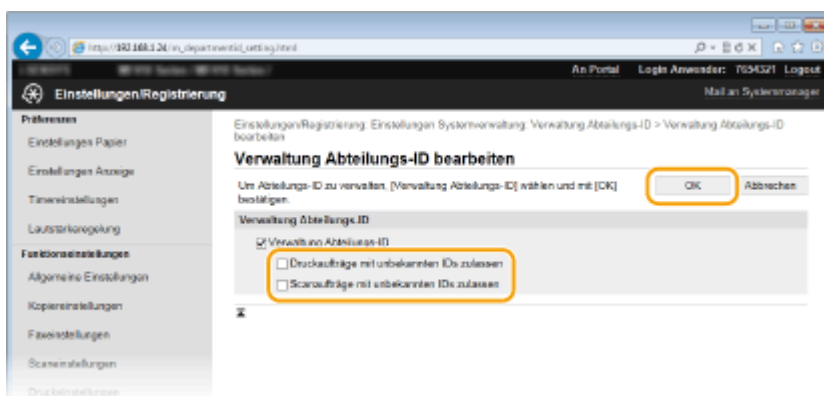 http://192.168.1.24/m_departmentid_setting.html
An Portal Login Anwender: 7654321 Logout
Einstellungen/Registrierung
Mail an Systemmanager
Präferenzen
Einstellungen Papier
Einstellungen Anzeige
Timereinstellungen
Lautstärkeregelung
Funktionseinstellungen
Allgemeine Einstellungen
Kopiereinstellungen
Faxeinstellungen
Scaneinstellungen
Druckeinstellungen
Einstellungen/Registrierung: Einstellungen Systemverwaltung: Verwaltung Abteilungs-ID > Verwaltung Abteilungs-ID
bearbeiten
Verwaltung Abteilungs-ID bearbeiten
Um Abteilungs-ID zu verwalten, [Verwaltung Abteilungs-ID] wählen und mit [OK]
bestätigen.
OK Abbrechen
Verwaltung Abteilungs-ID
Verwaltung Abteilungs-ID
Druckaufträge mit unbekannten IDs zulassen
Scanaufträge mit unbekannten IDs zulassen